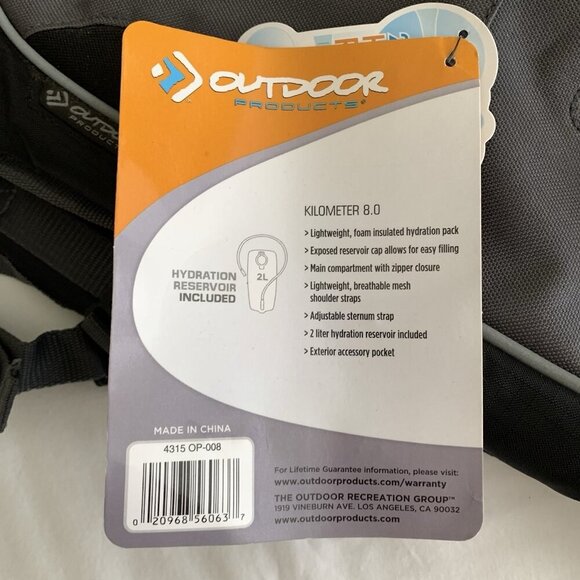 OUTDOOR
PRODUCTS®
OUTDOOR
PRODUCTS
KILOMETER 8.0
> Lightweight, foam insulated hydration pack
> Exposed reservoir cap allows for easy filling
> Main compartment with zipper closure
> Lightweight, breathable mesh
shoulder straps
> Adjustable sternum strap
> 2 liter hydration reservoir included
> Exterior accessory pocket
HYDRATION
RESERVOIR
INCLUDED
2L
MADE IN CHINA
4315 OP-008
0 20968 56063 7
For Lifetime Guarantee information, please visit:
www.outdoorproducts.com/warranty
THE OUTDOOR RECREATION GROUP™
1919 VINEBURN AVE. LOS ANGELES, CA 90032
www.outdoorproducts.com